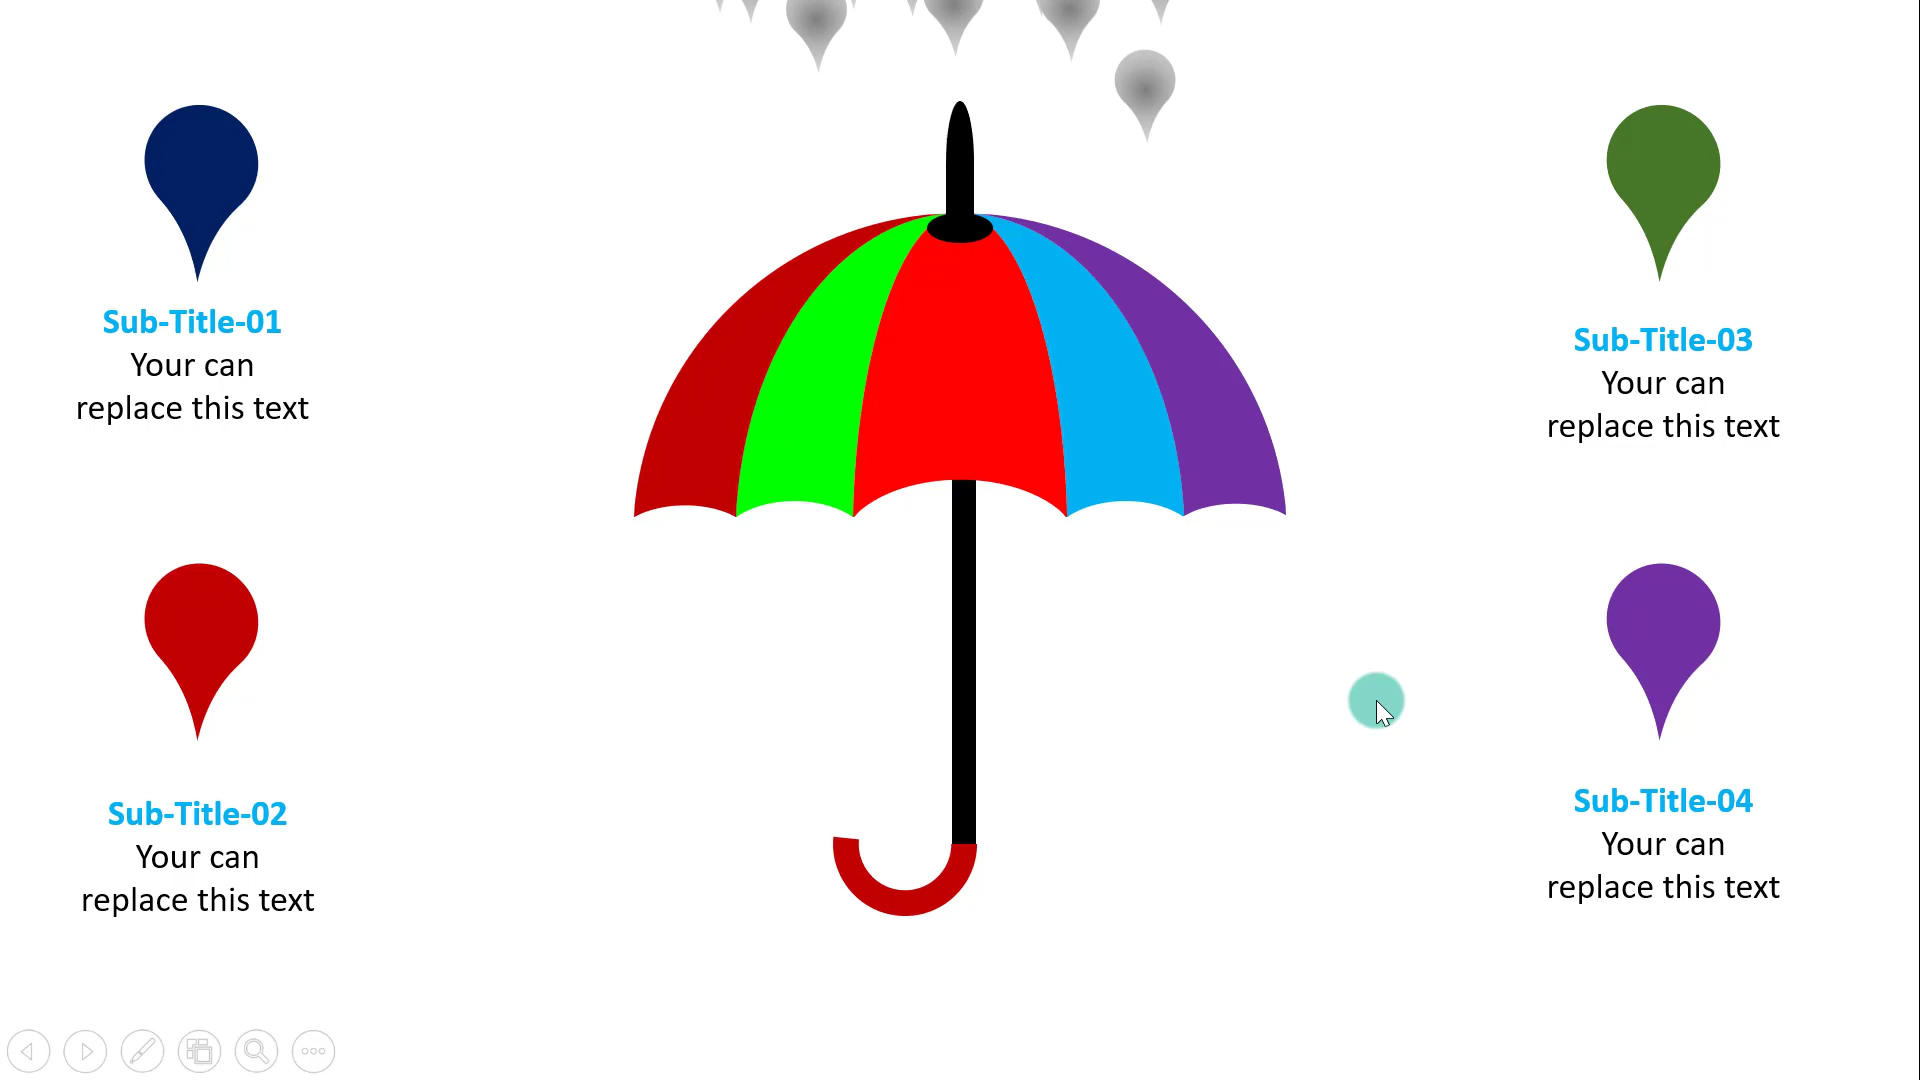 Sub-Title-01
Your can
replace this text
Sub-Title-02
Your can
replace this text
Sub-Title-03
Your can
replace this text
Sub-Title-04
Your can
replace this text